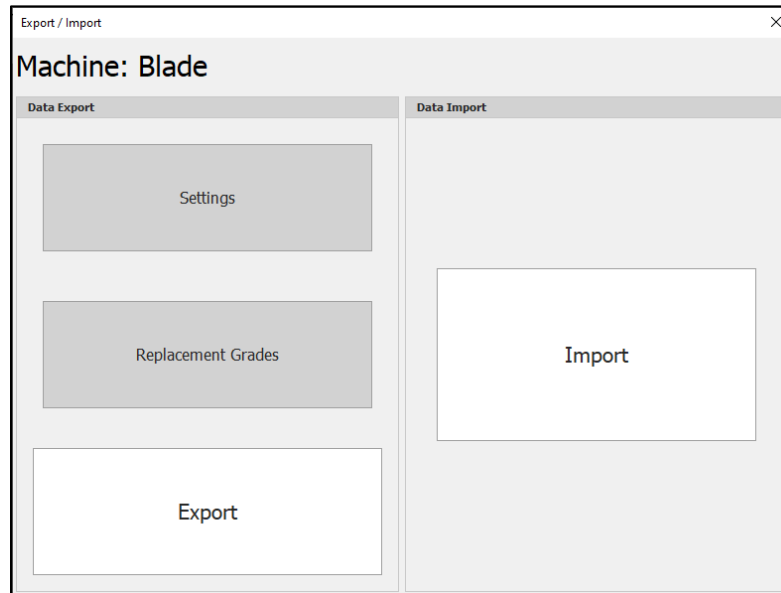 Export / Import
Machine: Blade
Data Export
Settings
Replacement Grades
Export
Data Import
Import